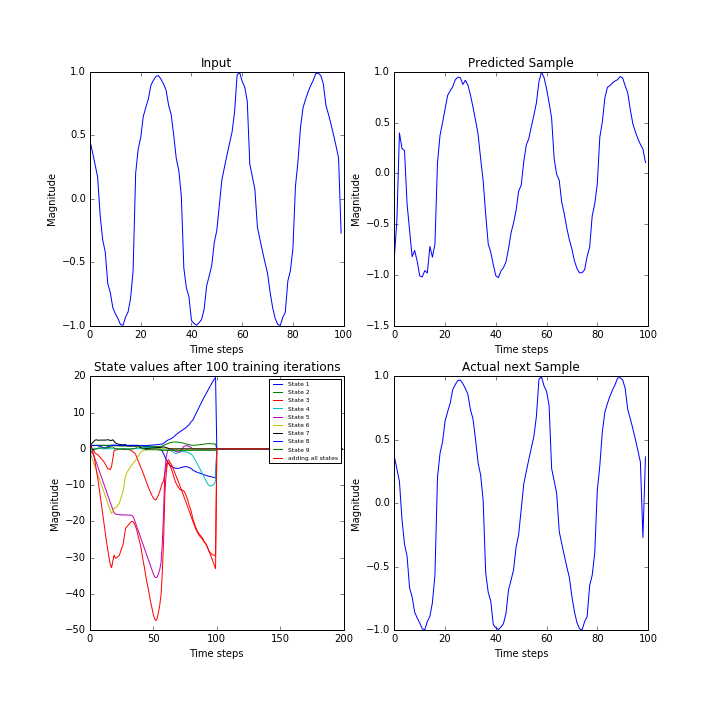 Input
Magnitude
1.0
0.5
0.0
−0.5
−1.0
0 20 40 60 80 100
Time steps
Predicted Sample
Magnitude
1.0
0.5
0.0
−0.5
−1.0
−1.5
0 20 40 60 80 100
Time steps
State values after 100 training iterations
Magnitude
20
10
0
−10
−20
−30
−40
−50
0 50 100 150 200
Time steps
State 1
State 2
State 3
State 4
State 5
State 6
State 7
State 8
State 9
adding all states
Actual next Sample
Magnitude
1.0
0.5
0.0
−0.5
−1.0
0 20 40 60 80 100
Time steps